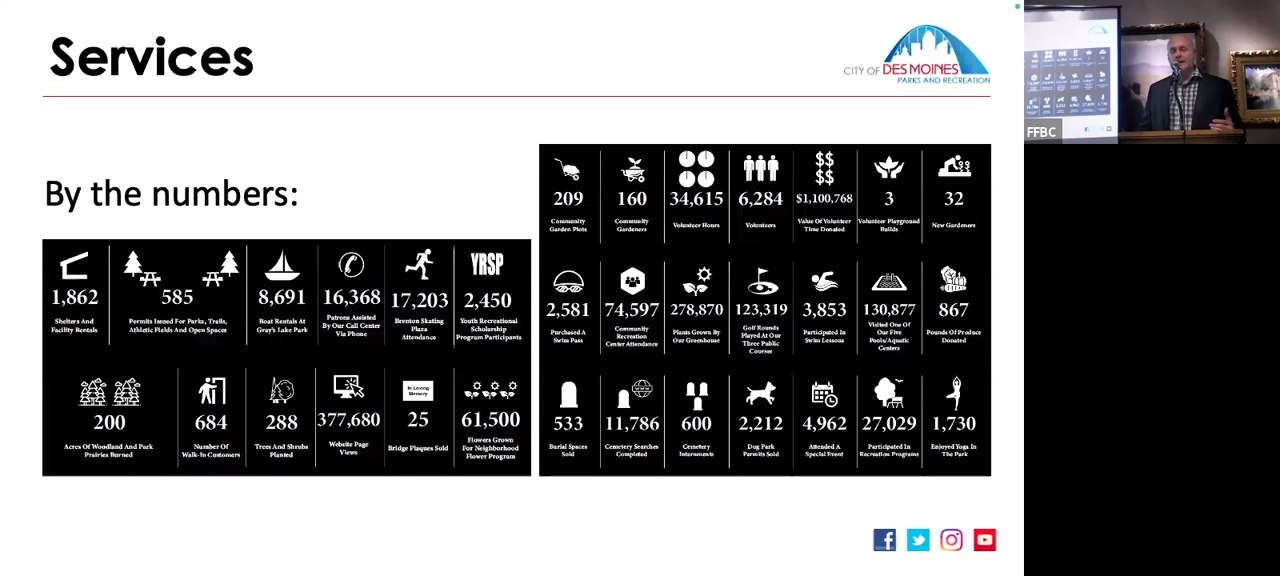 Services
CITY OF DES MOINES
PARKS AND RECREATION
By the numbers:
1,862
Shelters And
Facility Rentals
585
Permits Issued For Parks, Trails,
Athletic Fields And Open Spaces
8,691
Boat Rentals At
Gray's Lake Park
16,368
Patrons Assisted
By Our Call Center
Via Phone
17,203
Brenton Skating
Plaza
Attendance
YRSP
2,450
Youth Recreational
Scholarship
Program Participants
200
Acres Of Woodland And Park
Prairies Burned
684
Number Of
Walk-In Customers
288
Trees And Shrubs
Planted
377,680
Website Page
Views
In Loving
Memory
25
Bridge Plaques Sold
61,500
Flowers Grown
For Neighborhood
Flower Program
209
Community
Garden Plots
160
Community
Gardeners
34,615
Volunteer Hours
6,284
Volunteers
$$
$$
$$
$1,100,768
Value Of Volunteer
Time Donated
3
Volunteer Playground
Builds
32
New Gardeners
2,581
Purchased A
Swim Pass
74,597
Community
Recreation
Center Attendance
278,870
Plants Grown By
Our Greenhouse
123,319
Golf Rounds
Played At Our
Three Public
Courses
3,853
Participated In
Swim Lessons
130,877
Visited One Of
Our Five
Pools/Aquatic
Centers
867
Pounds Of Produce
Donated
533
Burial Spaces
Sold
11,786
Cemetery Searches
Completed
600
Cemetery
Internments
2,212
Dog Park
Permits Sold
4,962
Attended A
Special Event
27,029
Participated In
Recreation Programs
1,730
Enjoyed Yoga In
The Park
FFBC